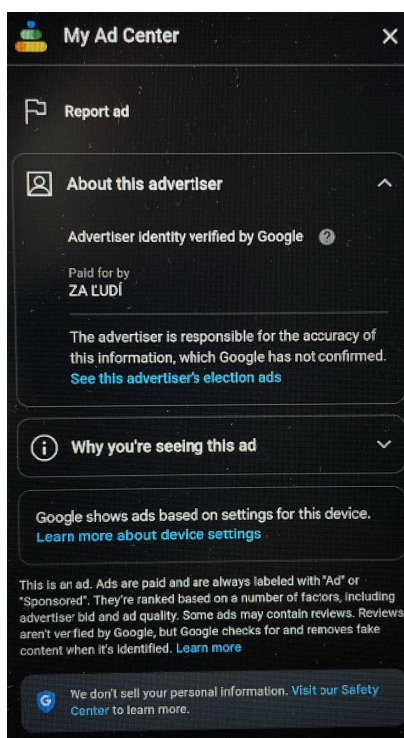 My Ad Center
Report ad
About this advertiser
Advertiser identity verified by Google
Paid for by
ZA ĽUDÍ
The advertiser is responsible for the accuracy of
this information, which Google has not confirmed.
See this advertiser's election ads
Why you're seeing this ad
Google shows ads based on settings for this device.
Learn more about device settings
This is an ad. Ads are paid and are always labeled with "Ad" or
"Sponsored". They're ranked based on a number of factors, including
advertiser bid and ad quality. Some ads may contain reviews. Reviews
aren't verified by Google, but Google checks for and removes fake
content when it's identified. Learn more
G
We don't sell your personal information. Visit our Safety
Center to learn more.